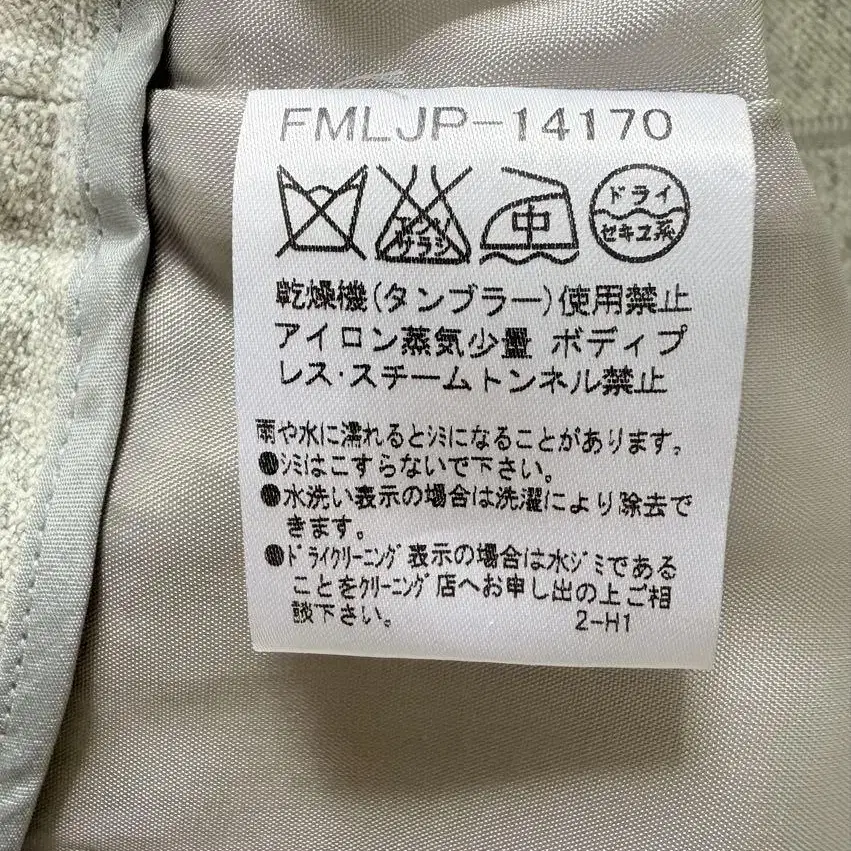 FMLJP-14170
エンソ
サラシ
中
ドライ
セキユ系
乾燥機(タンブラー)使用禁止
アイロン蒸気少量 ボディプ
レス・スチームトンネル禁止
雨や水に濡れるとシミになることがあります。
●シミはこすらないで下さい。
●水洗い表示の場合は洗濯により除去で
きます。
●ドライクリーニング表示の場合は水ジミである
ことをクリーニング店へお申し出の上ご相
談下さい。
2-H1